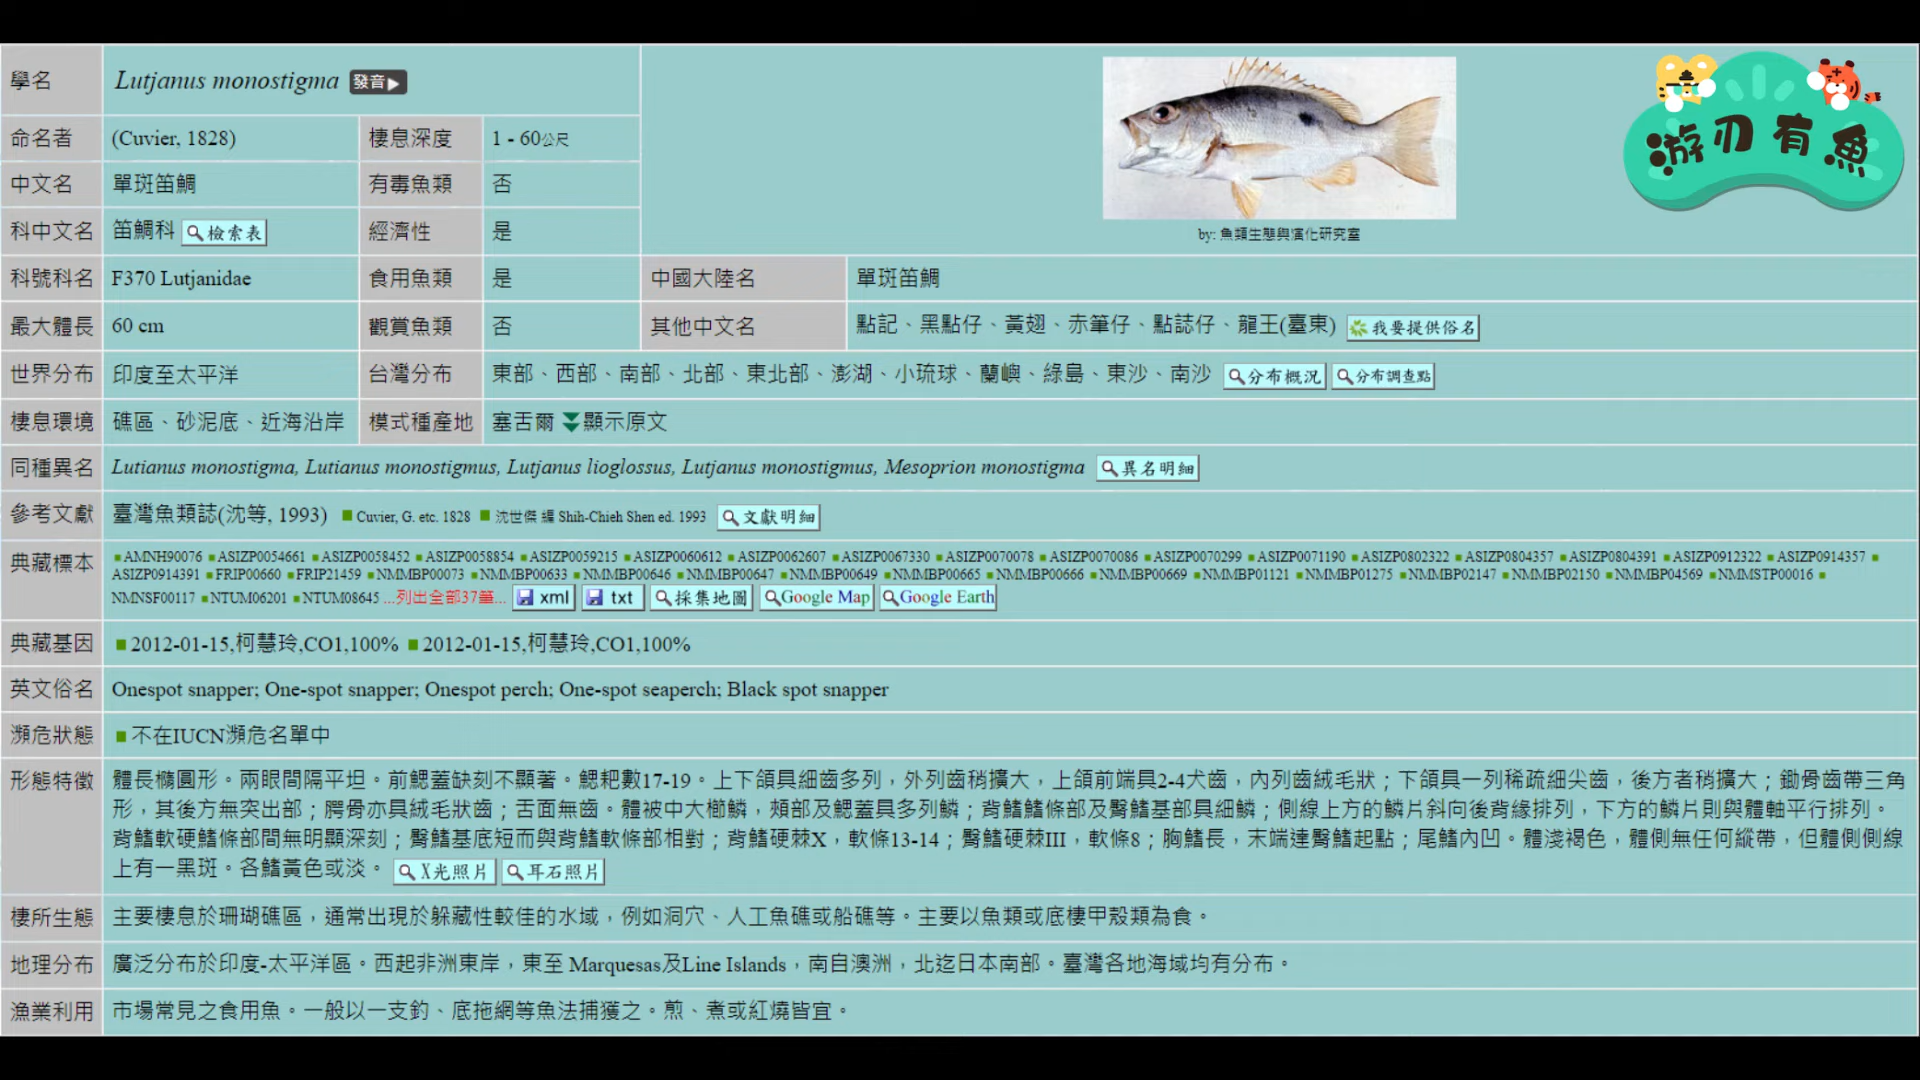 學名 Lutjanus monostigma 發音▶
命名者 (Cuvier, 1828) 棲息深度 1 - 60公尺
中文名 單斑笛鯛 有毒魚類 否
科中文名 笛鯛科 檢索表 經濟性 是
by: 魚類生態與演化研究室
游刃有魚
科號科名 F370 Lutjanidae 食用魚類 是 中國大陸名 單斑笛鯛
最大體長 60 cm 觀賞魚類 否 其他中文名 點記、黑點仔、黃翅、赤筆仔、點誌仔、龍王(臺東) 我要提供俗名
世界分布 印度至太平洋 台灣分布 東部、西部、南部、北部、東北部、澎湖、小琉球、蘭嶼、綠島、東沙、南沙 分布概況 分布調查點
棲息環境 礁區、砂泥底、近海沿岸 模式種產地 塞舌爾 顯示原文
同種異名 Lutianus monostigma, Lutianus monostigmus, Lutjanus lioglossus, Lutjanus monostigmus, Mesoprion monostigma 異名明細
參考文獻 臺灣魚類誌(沈等, 1993) ■ Cuvier, G. etc. 1828 ■ 沈世傑 編 Shih-Chieh Shen ed. 1993 文獻明細
典藏標本 ■AMNH90076 ■ASIZP0054661 ■ASIZP0058452 ■ASIZP0058854 ■ASIZP0059215 ■ASIZP0060612 ■ASIZP0062607 ■ASIZP0067330 ■ASIZP0070078 ■ASIZP0070086 ■ASIZP0070299 ■ASIZP0071190 ■ASIZP0802322 ■ASIZP0804357 ■ASIZP0804391 ■ASIZP0912322 ■ASIZP0914357 ■
ASIZP0914391 ■FRIP00660 ■FRIP21459 ■NMMBP00073 ■NMMBP00633 ■NMMBP00646 ■NMMBP00647 ■NMMBP00649 ■NMMBP00665 ■NMMBP00666 ■NMMBP00669 ■NMMBP01121 ■NMMBP01275 ■NMMBP02147 ■NMMBP02150 ■NMMBP04569 ■NMMSTP00016 ■
NMNSF00117 ■NTUM06201 ■NTUM08645 ...列出全部37筆... xml txt 採集地圖 Google Map Google Earth
典藏基因 ■2012-01-15,柯慧玲,CO1,100% ■2012-01-15,柯慧玲,CO1,100%
英文俗名 Onespot snapper; One-spot snapper; Onespot perch; One-spot seaperch; Black spot snapper
瀕危狀態 ■不在IUCN瀕危名單中
形態特徵 體長橢圓形。兩眼間隔平坦。前鰓蓋缺刻不顯著。鰓耙數17-19。上下頜具細齒多列，外列齒稍擴大，上頜前端具2-4犬齒，內列齒絨毛狀；下頜具一列稀疏細尖齒，後方者稍擴大；鋤骨齒帶三角
形，其後方無突出部；腭骨亦具絨毛狀齒；舌面無齒。體被中大櫛鱗，頰部及鰓蓋具多列鱗；背鰭鰭條部及臀鰭基部具細鱗；側線上方的鱗片斜向後背緣排列，下方的鱗片則與體軸平行排列。
背鰭軟硬鰭條部間無明顯深刻；臀鰭基底短而與背鰭軟條部相對；背鰭硬棘X，軟條13-14；臀鰭硬棘III，軟條8；胸鰭長，末端達臀鰭起點；尾鰭內凹。體淺褐色，體側無任何縱帶，但體側側線
上有一黑斑。各鰭黃色或淡。 X光照片 耳石照片
棲所生態 主要棲息於珊瑚礁區，通常出現於躲藏性較佳的水域，例如洞穴、人工魚礁或船礁等。主要以魚類或底棲甲殼類為食。
地理分布 廣泛分布於印度-太平洋區。西起非洲東岸，東至 Marquesas及Line Islands，南自澳洲，北迄日本南部。臺灣各地海域均有分布。
漁業利用 市場常見之食用魚。一般以一支釣、底拖網等魚法捕獲之。煎、煮或紅燒皆宜。